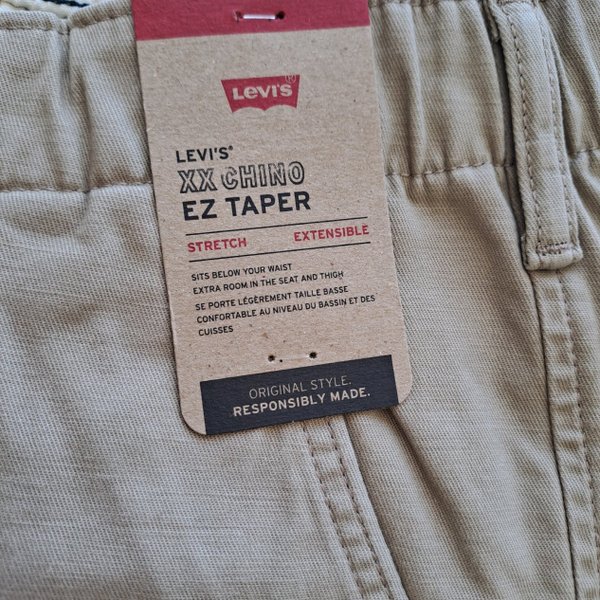 LEVI'S®
LEVI'S®
XX CHINO
EZ TAPER
STRETCH EXTENSIBLE
SITS BELOW YOUR WAIST
EXTRA ROOM IN THE SEAT AND THIGH
SE PORTE LÉGÈREMENT TAILLE BASSE
CONFORTABLE AU NIVEAU DU BASSIN ET DES
CUISSES
ORIGINAL STYLE.
RESPONSIBLY MADE.